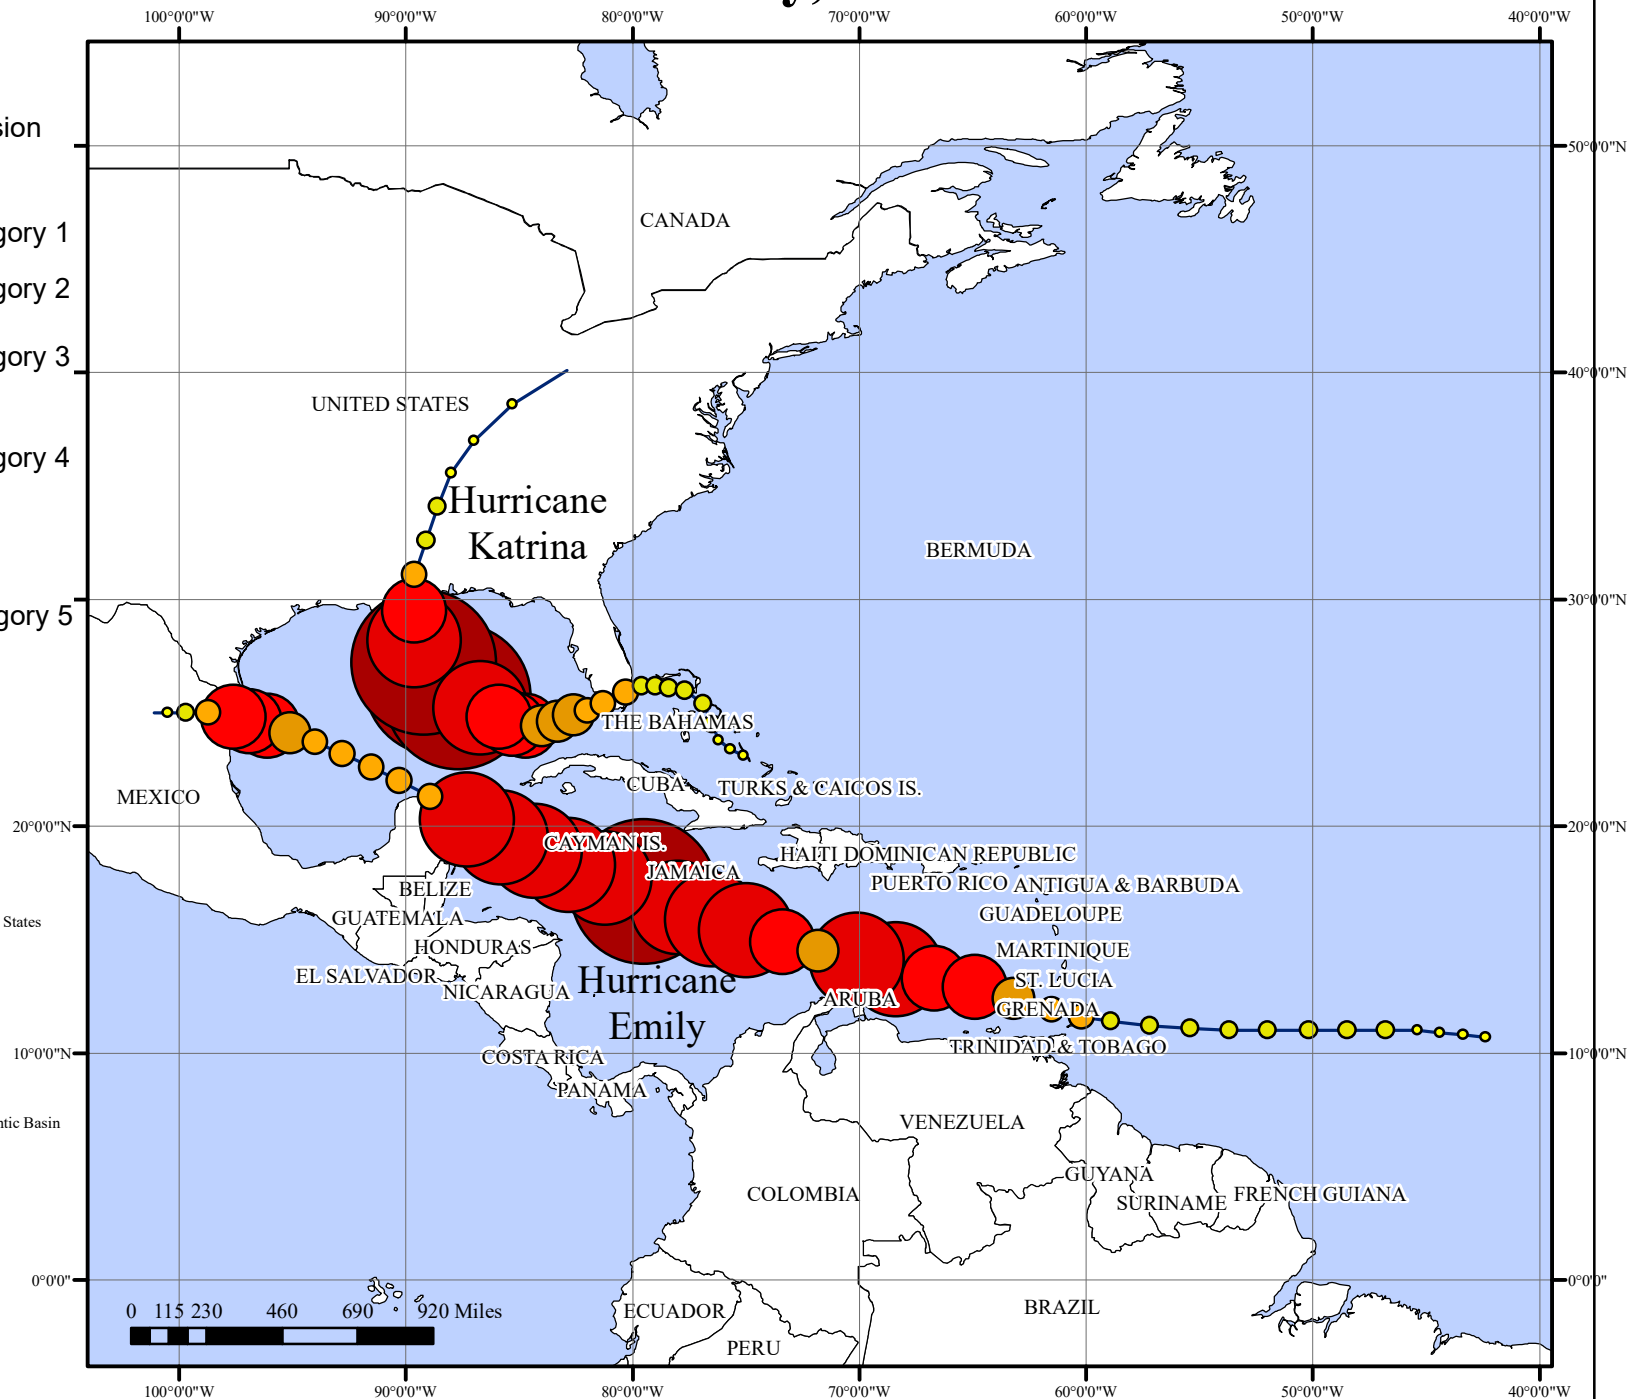 100°0'0"W 90°0'0"W 80°0'0"W 70°0'0"W 60°0'0"W 50°0'0"W 40°0'0"W
sion
50°0'0"N
CANADA
gory 1
gory 2
gory 3
40°0'0"N
UNITED STATES
gory 4
Hurricane
Katrina
BERMUDA
30°0'0"N
gory 5
THE BAHAMAS
CUBA
TURKS & CAICOS IS.
MEXICO
20°0'0"N 20°0'0"N
CAYMAN IS.
HAITI DOMINICAN REPUBLIC
JAMAICA
PUERTO RICO ANTIGUA & BARBUDA
BELIZE
GUADELOUPE
GUATEMALA
States
HONDURAS
MARTINIQUE
EL SALVADOR
Hurricane
Emily
ST. LUCIA
NICARAGUA
ARUBA
GRENADA
TRINIDAD & TOBAGO
COSTA RICA
10°0'0"N 10°0'0"N
PANAMA
ntic Basin
VENEZUELA
GUYANA
COLOMBIA
FRENCH GUIANA
SURINAME
0°0'0" 0°0'0"
0 115 230 460 690 920 Miles
ECUADOR
BRAZIL
PERU
100°0'0"W 90°0'0"W 80°0'0"W 70°0'0"W 60°0'0"W 50°0'0"W 40°0'0"W